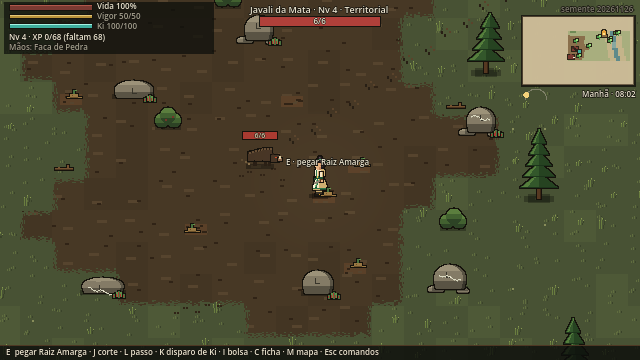 Vida 100%
Vigor 50/50
Ki 100/100
Nv 4 · XP 0/68 (faltam 68)
Mãos: Faca de Pedra
Javali da Mata · Nv 4 · Territorial
6/6
semente 20261126
Manhã · 08:02
6/6
E · pegar Raiz Amarga
E pegar Raiz Amarga · J corte · L passo · K disparo de Ki · I bolsa · C ficha · M mapa · Esc comandos